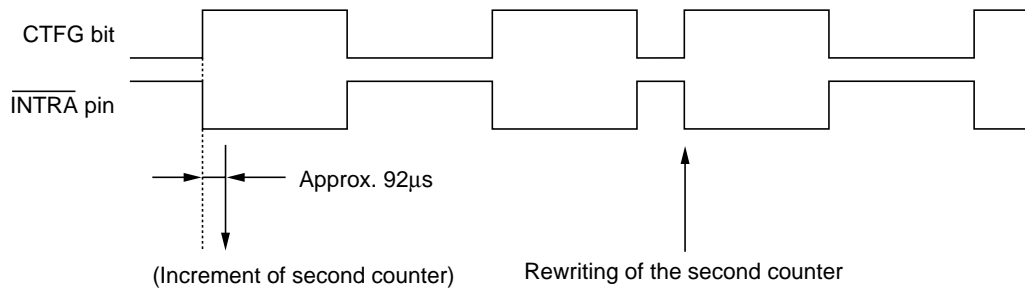 CTFG bit
INTRA pin
Approx. 92μs
(Increment of second counter)
Rewriting of the second counter